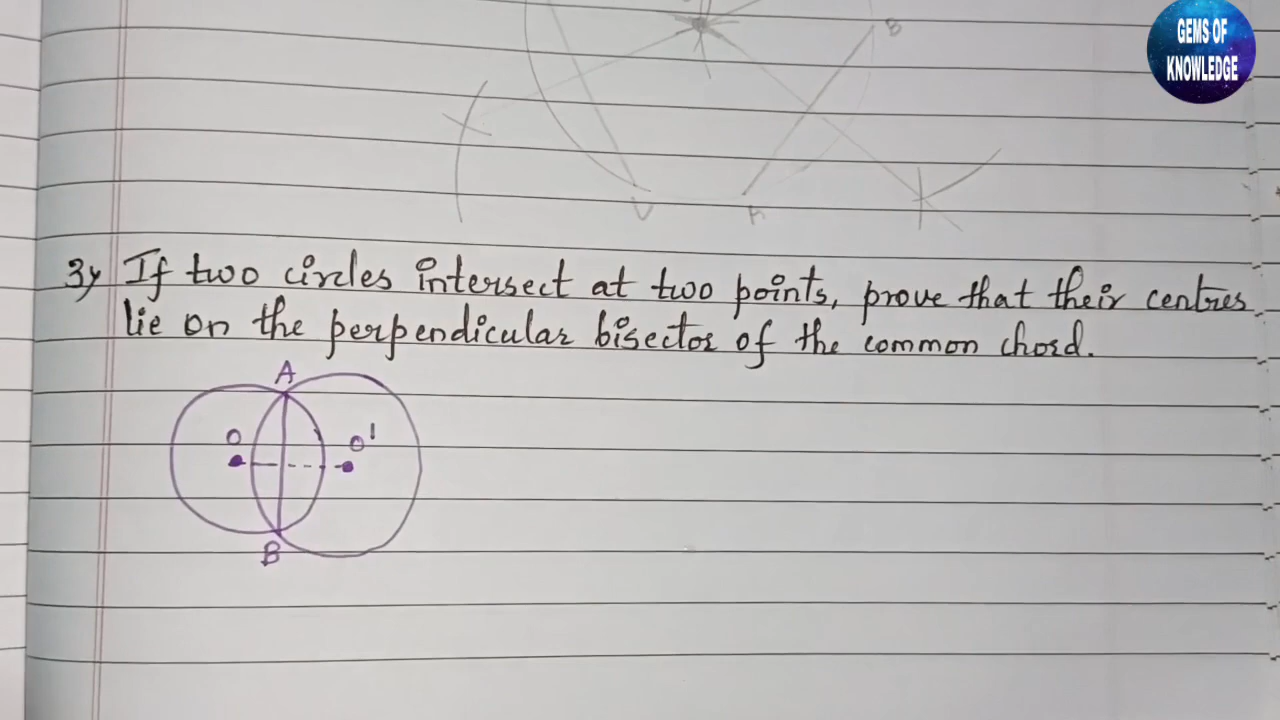 GEMS OF
KNOWLEDGE
B
3) If two circles intersect at two points, prove that their centres
lie on the perpendicular bisector of the common chord.
A
O
O'
B